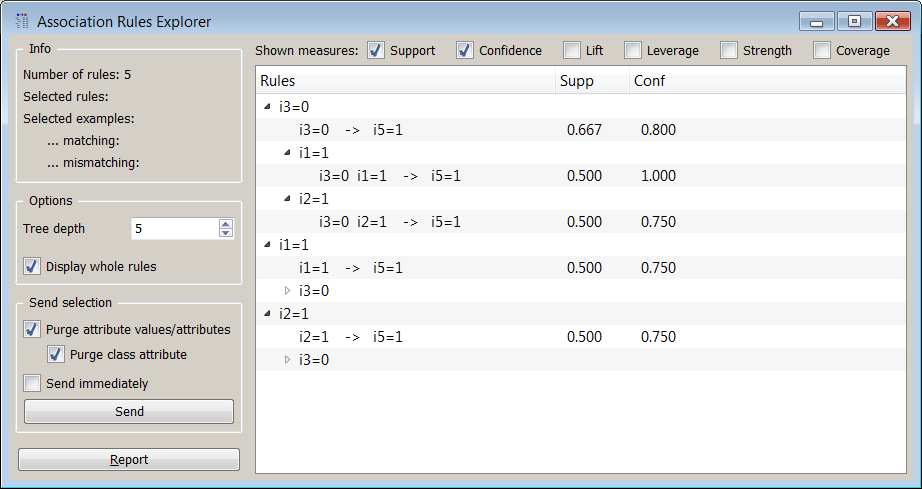 Association Rules Explorer
Info
Number of rules: 5
Selected rules:
Selected examples:
... matching:
... mismatching:
Options
Tree depth 5
Display whole rules
Send selection
Purge attribute values/attributes
Purge class attribute
Send immediately
Send
Report
Shown measures: Support Confidence Lift Leverage Strength Coverage
Rules Supp Conf
i3=0
i3=0 -> i5=1 0.667 0.800
i1=1
i3=0 i1=1 -> i5=1 0.500 1.000
i2=1
i3=0 i2=1 -> i5=1 0.500 0.750
i1=1
i1=1 -> i5=1 0.500 0.750
i3=0
i2=1
i2=1 -> i5=1 0.500 0.750
i3=0